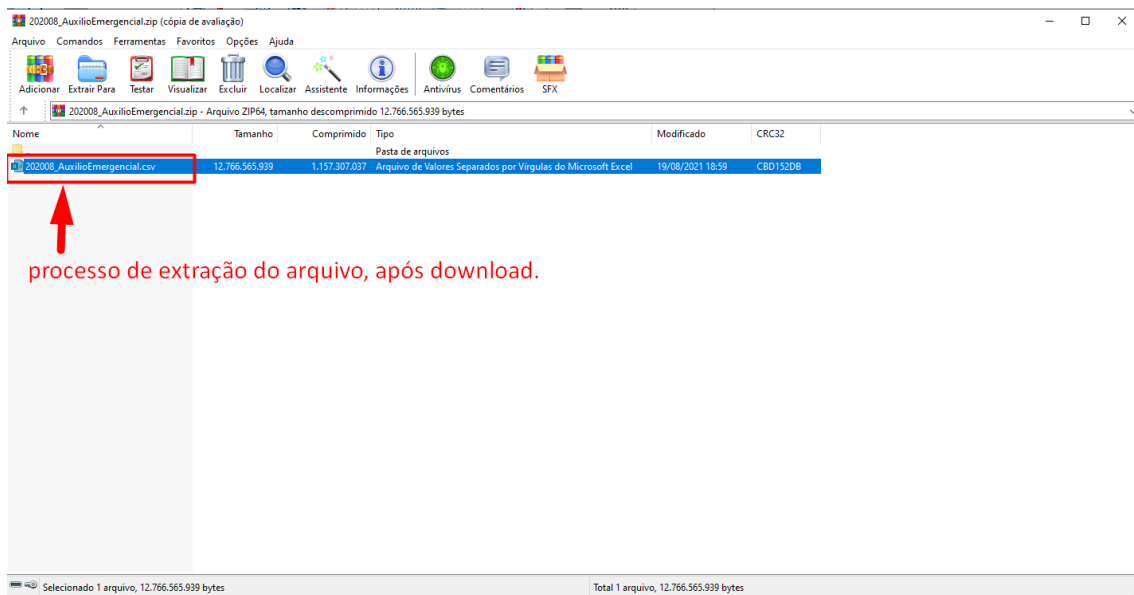 202008_AuxilioEmergencial.zip (cópia de avaliação)
Arquivo Comandos Ferramentas Favoritos Opções Ajuda
Adicionar Extrair Para Testar Visualizar Excluir Localizar Assistente Informações Antivírus Comentários SFX
202008_AuxilioEmergencial.zip - Arquivo ZIP64, tamanho descomprimido 12.766.565.939 bytes
Nome Tamanho Comprimido Tipo Modificado CRC32
.. Pasta de arquivos
202008_AuxilioEmergencial.csv 12.766.565.939 1.157.307.037 Arquivo de Valores Separados por Vírgulas do Microsoft Excel 19/08/2021 18:59 CBD152DB
processo de extração do arquivo, após download.
Selecionado 1 arquivo, 12.766.565.939 bytes Total 1 arquivo, 12.766.565.939 bytes